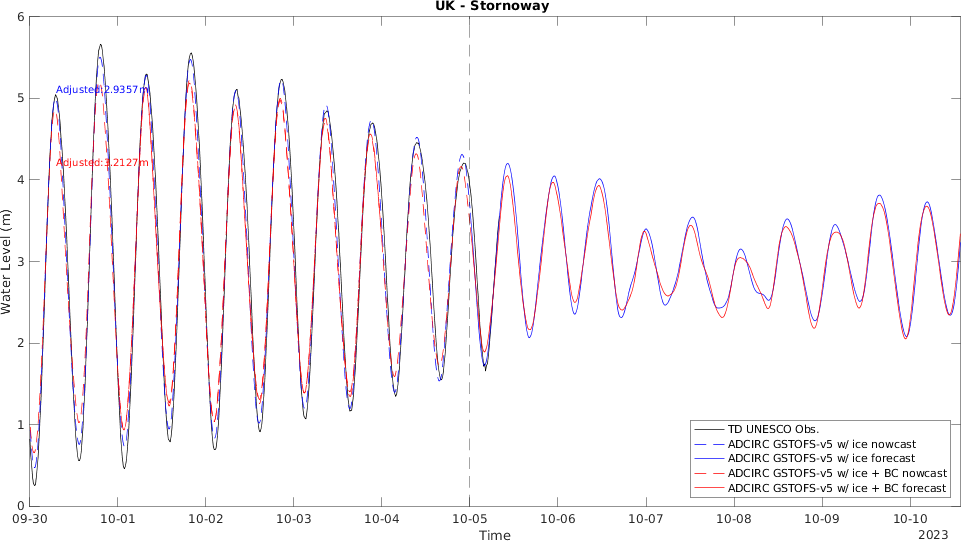 UK - Stornoway
6
5
4
3
2
1
0
Water Level (m)
Adjusted:2.9357m
Adjusted:3.2127m
TD UNESCO Obs.
ADCIRC GSTOFS-v5 w/ ice nowcast
ADCIRC GSTOFS-v5 w/ ice forecast
ADCIRC GSTOFS-v5 w/ ice + BC nowcast
ADCIRC GSTOFS-v5 w/ ice + BC forecast
09-30 10-01 10-02 10-03 10-04 10-05 10-06 10-07 10-08 10-09 10-10
Time
2023